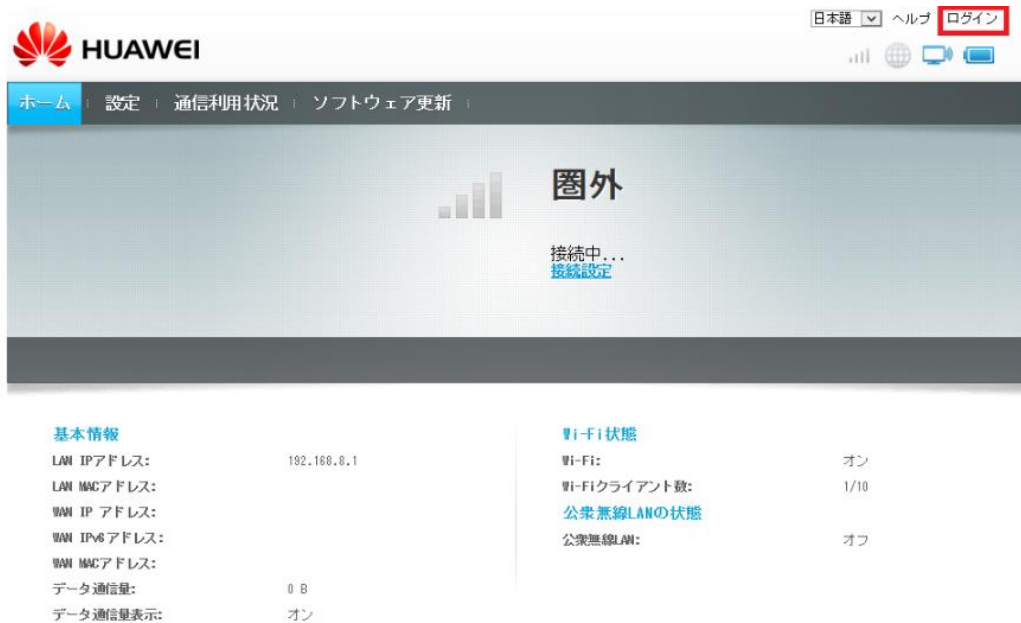 日本語 ヘルプ ログイン
HUAWEI
ホーム 設定 通信利用状況 ソフトウェア更新
圏外
接続中...
接続設定
基本情報
LAN IPアドレス: 192.168.8.1
LAN MACアドレス:
WAN IP アドレス:
WAN IPv6アドレス:
WAN MACアドレス:
データ通信量: 0 B
データ通信量表示: オン
Wi-Fi状態
Wi-Fi: オン
Wi-Fiクライアント数: 1/10
公衆無線LANの状態
公衆無線LAN: オフ